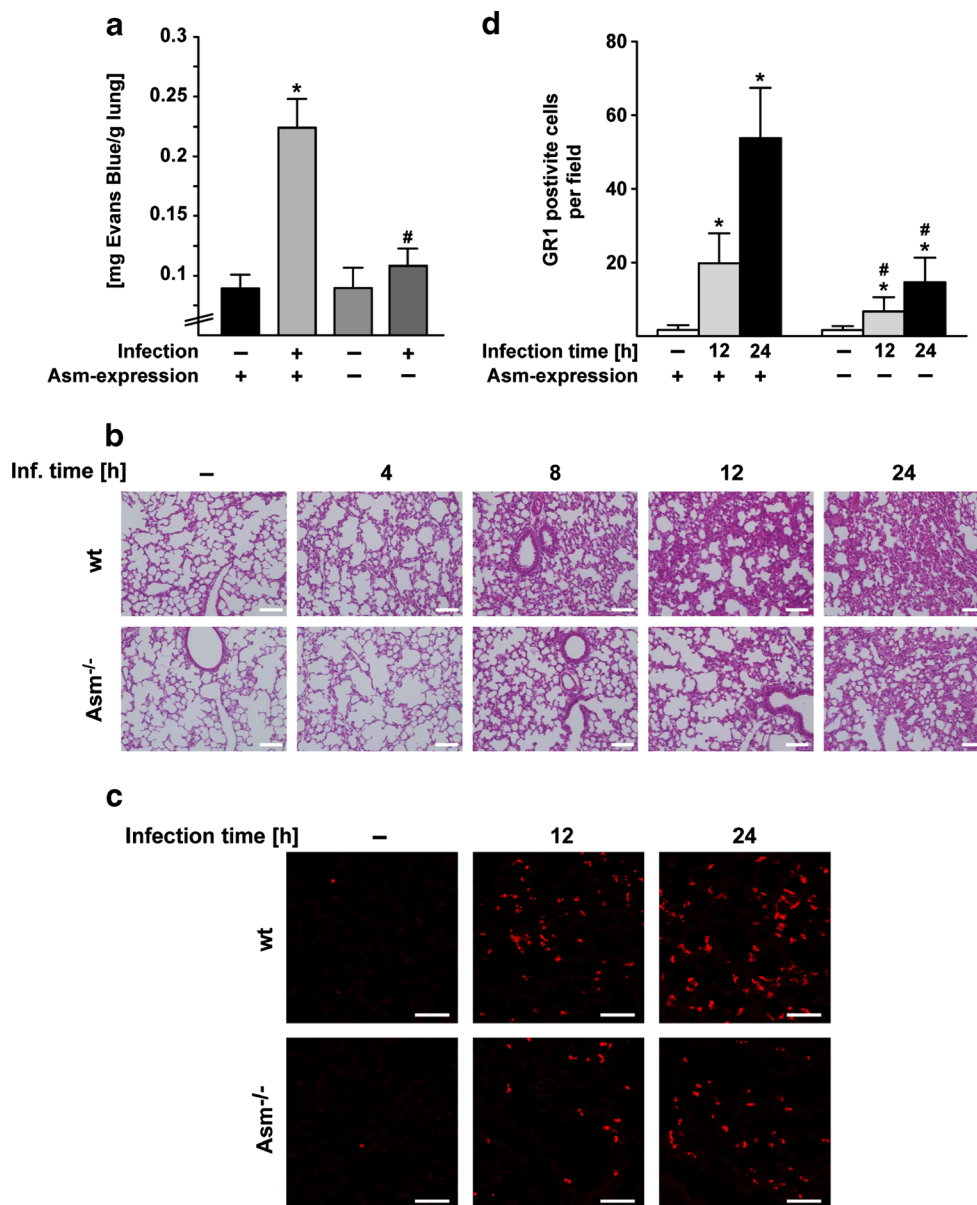 a
[mg Evans Blue/g lung]
0.3
0.25
0.2
0.15
0.1
*
#
Infection – + – +
Asm-expression + + – –
d
GR1 postivite cells
per field
80
60
40
20
*
*
#
*
#
*
Infection time [h] – 12 24 – 12 24
Asm-expression + + + – – –
b
Inf. time [h] – 4 8 12 24
wt
Asm-/-
c
Infection time [h] – 12 24
wt
Asm-/-